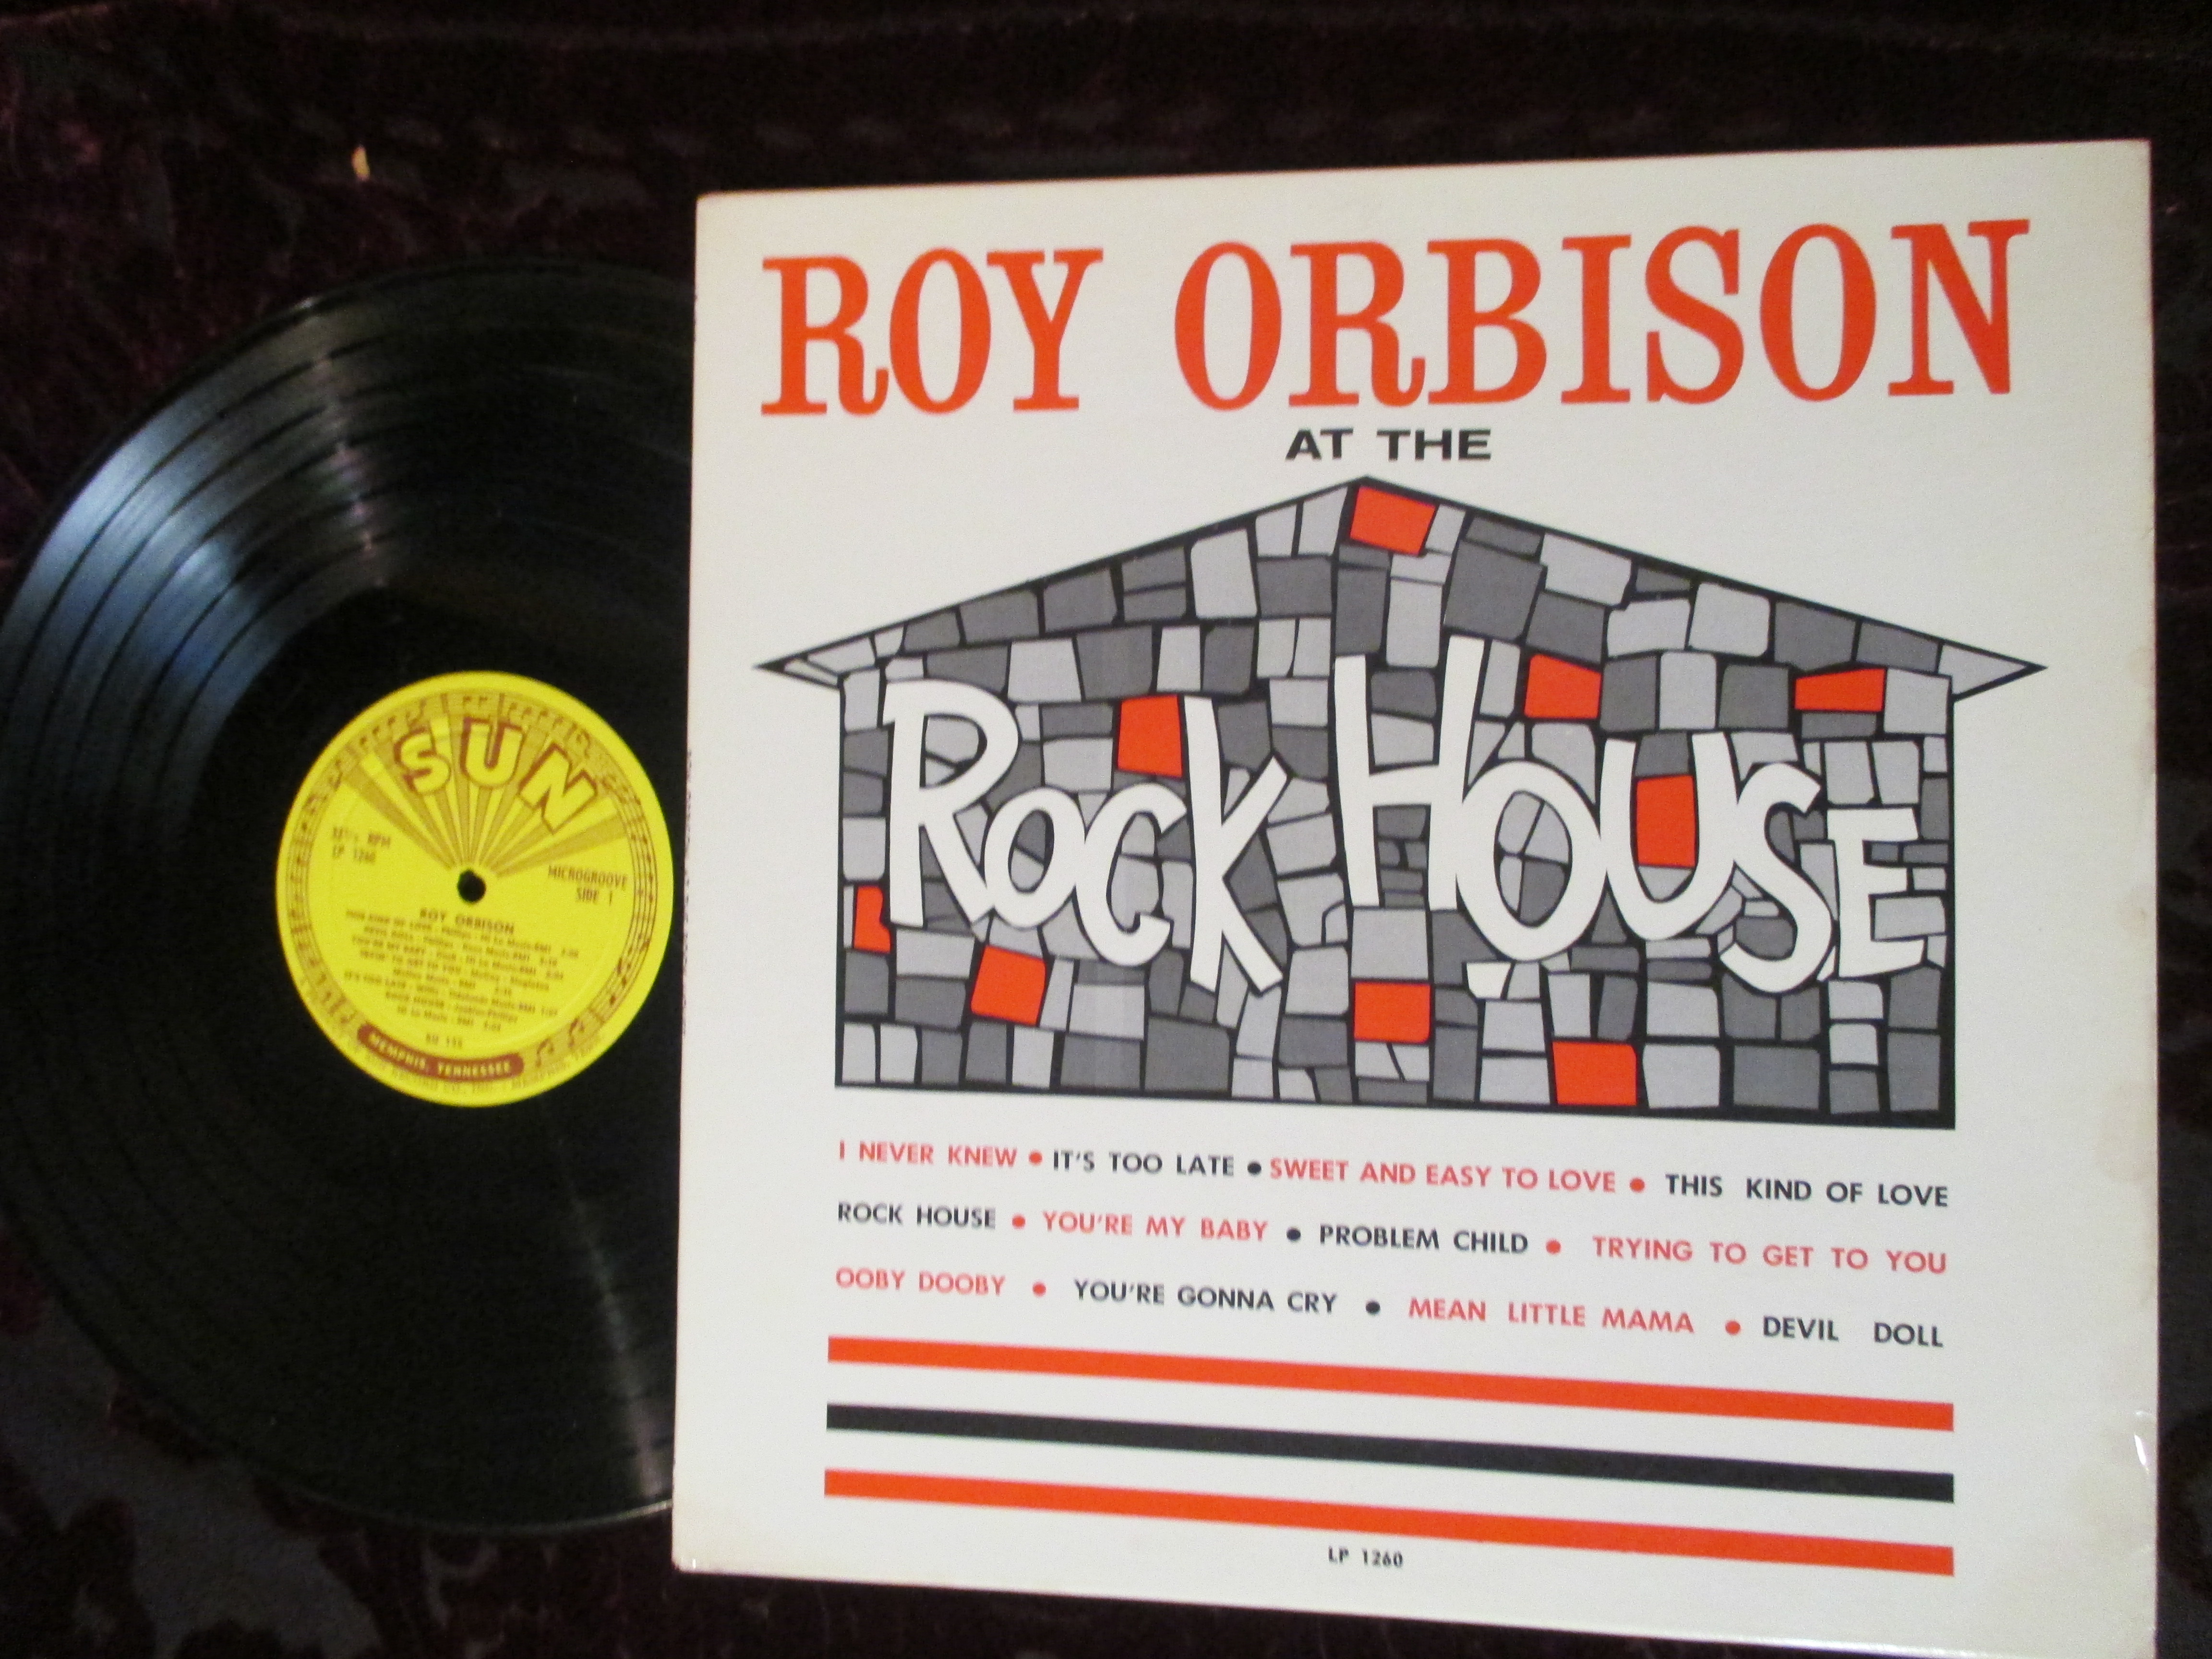 ROY ORBISON
AT THE
ROCK HOUSE
I NEVER KNEW • IT'S TOO LATE • SWEET AND EASY TO LOVE • THIS KIND OF LOVE
ROCK HOUSE • YOU'RE MY BABY • PROBLEM CHILD • TRYING TO GET TO YOU
OOBY DOOBY • YOU'RE GONNA CRY • MEAN LITTLE MAMA • DEVIL DOLL
LP 1260
SUN
RPM
LP 1260
MICROGROOVE
SIDE 1
ROY ORBISON
MEMPHIS, TENNESSEE